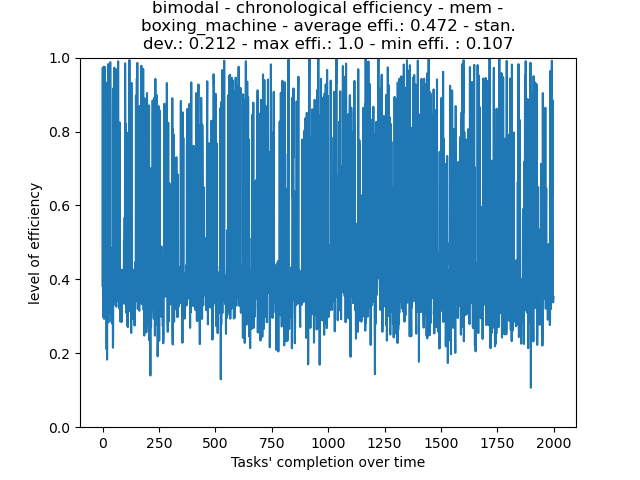 bimodal - chronological efficiency - mem -
boxing_machine - average effi.: 0.472 - stan.
dev.: 0.212 - max effi.: 1.0 - min effi. : 0.107
1.0
0.8
0.6
0.4
0.2
0.0
level of efficiency
0 250 500 750 1000 1250 1500 1750 2000
Tasks' completion over time